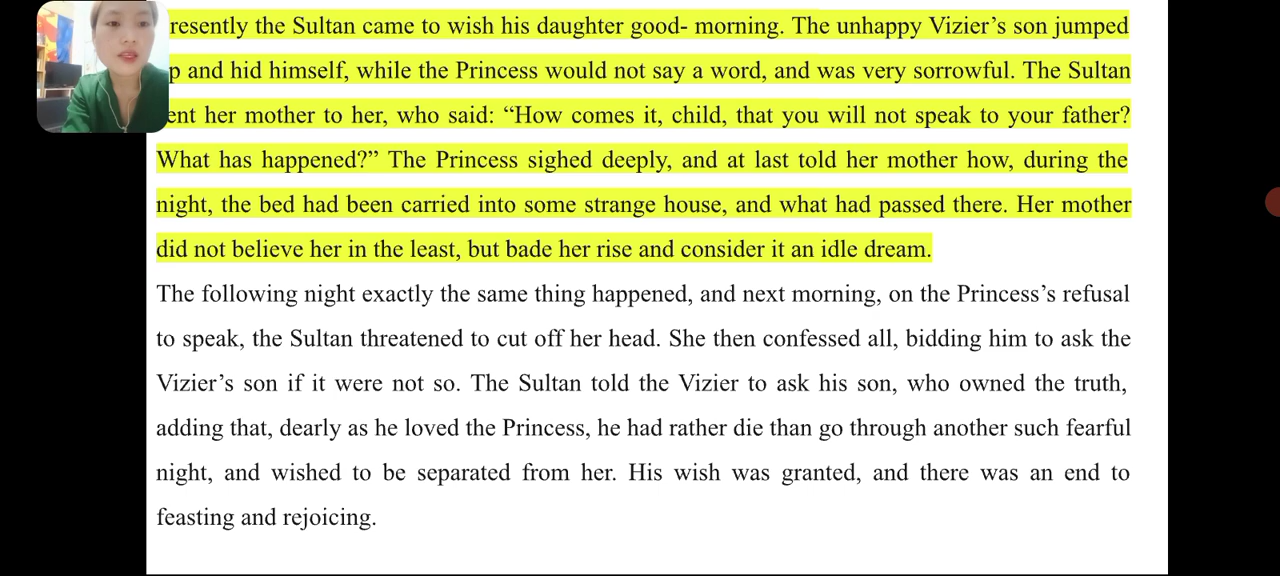 resently the Sultan came to wish his daughter good- morning. The unhappy Vizier’s son jumped
p and hid himself, while the Princess would not say a word, and was very sorrowful. The Sultan
ent her mother to her, who said: “How comes it, child, that you will not speak to your father?
What has happened?” The Princess sighed deeply, and at last told her mother how, during the
night, the bed had been carried into some strange house, and what had passed there. Her mother
did not believe her in the least, but bade her rise and consider it an idle dream.
The following night exactly the same thing happened, and next morning, on the Princess’s refusal
to speak, the Sultan threatened to cut off her head. She then confessed all, bidding him to ask the
Vizier’s son if it were not so. The Sultan told the Vizier to ask his son, who owned the truth,
adding that, dearly as he loved the Princess, he had rather die than go through another such fearful
night, and wished to be separated from her. His wish was granted, and there was an end to
feasting and rejoicing.